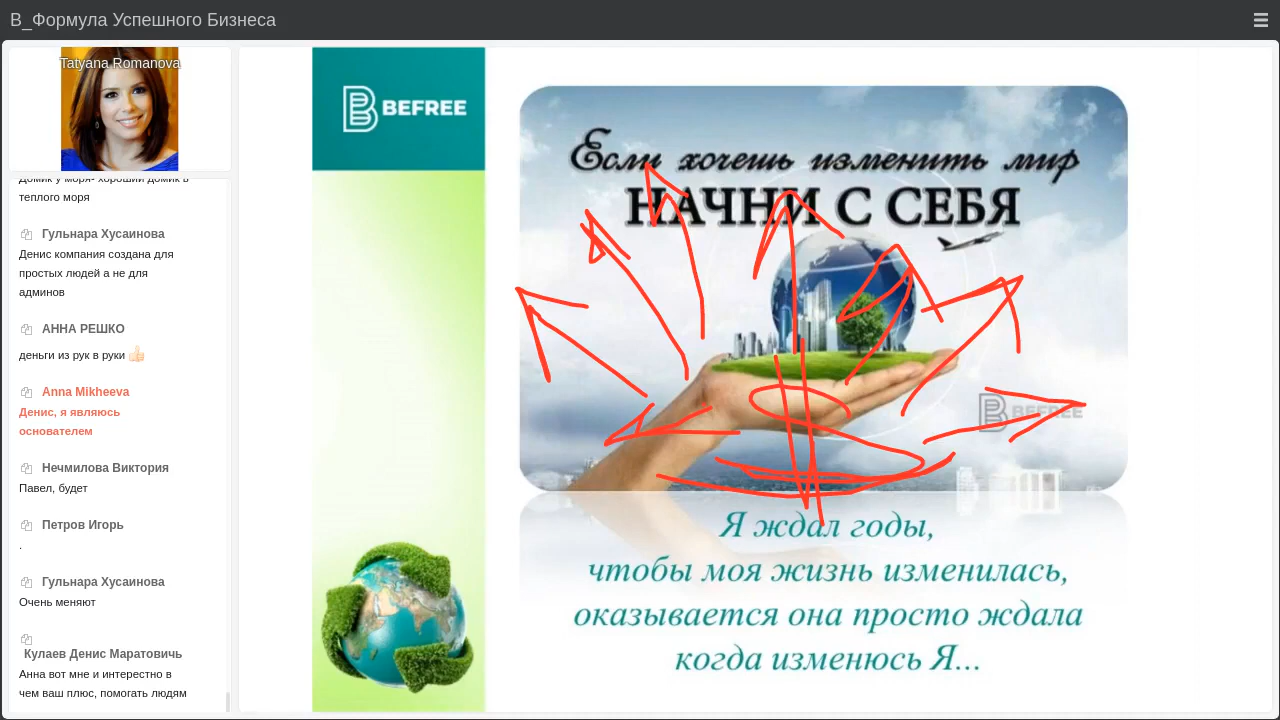 В_Формула Успешного Бизнеса
Tatyana Romanova
Домик у моря- хороший домик в
теплого моря
Гульнара Хусаинова
Денис компания создана для
простых людей а не для
админов
АННА РЕШКО
деньги из рук в руки
Anna Mikheeva
Денис, я являюсь
основателем
Нечмилова Виктория
Павел, будет
Петров Игорь
.
Гульнара Хусаинова
Очень меняют
Кулаев Денис Маратовичь
Анна вот мне и интерестно в
чем ваш плюс, помогать людям
BEFREE
Если хочешь изменить мир
НАЧНИ С СЕБЯ
BEFREE
Я ждал годы,
чтобы моя жизнь изменилась,
оказывается она просто ждала
когда изменюсь Я...